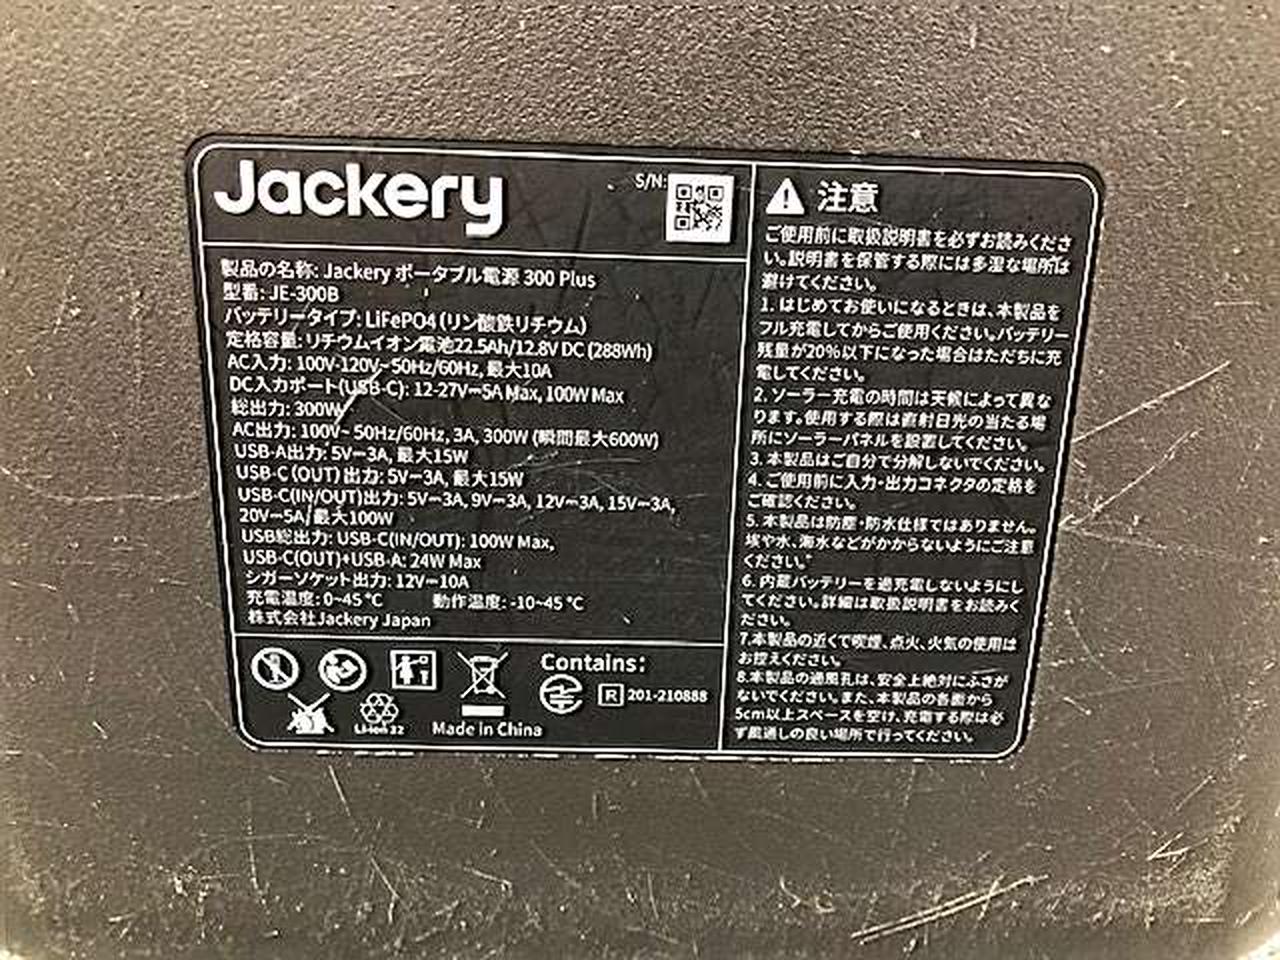 Jackery
S/N:
製品の名称: Jackery ポータブル電源 300 Plus
型番: JE-300B
バッテリータイプ: LiFePO4 (リン酸鉄リチウム)
定格容量: リチウムイオン電池22.5Ah/12.8V DC (288Wh)
AC入力: 100V-120V~50Hz/60Hz, 最大10A
DC入力ポート(USB-C): 12-27V⎓5A Max, 100W Max
総出力: 300W
AC出力: 100V~ 50Hz/60Hz, 3A, 300W (瞬間最大600W)
USB-A出力: 5V⎓3A, 最大15W
USB-C (OUT) 出力: 5V⎓3A, 最大15W
USB-C(IN/OUT)出力: 5V⎓3A, 9V⎓3A, 12V⎓3A, 15V⎓3A,
20V⎓5A 最大100W
USB総出力: USB-C(IN/OUT): 100W Max,
USB-C(OUT)+USB-A: 24W Max
シガーソケット出力: 12V⎓10A
充電温度: 0~45℃ 動作温度: -10~45℃
株式会社Jackery Japan
Contains:
R 201-210888
Li-ion 22
Made in China
注意
ご使用前に取扱説明書を必ずお読みくださ
い。説明書を保管する際には多湿な場所は
避けてください。
1. はじめてお使いになるときは、本製品を
フル充電してからご使用ください。バッテリー
残量が20%以下になった場合はただちに充
電してください。
2. ソーラー充電の時間は天候によって異な
ります。使用する際は直射日光の当たる場
所にソーラーパネルを設置してください。
3. 本製品はご自分で分解しないでください。
4. ご使用前に入力・出力コネクタの定格を
ご確認ください。
5. 本製品は防塵・防水仕様ではありません。
埃や水、海水などがかからないようにご注意
ください。
6. 内蔵バッテリーを過充電しないようにし
てください。詳細は取扱説明書をお読みく
ださい。
7.本製品の近くで喫煙、点火、火気の使用は
お控えください。
8.本製品の通風孔は、安全上絶対にふさが
ないでください。また、本製品の各面から
5cm以上スペースを空け、充電する際は必
ず風通しの良い場所で行ってください。